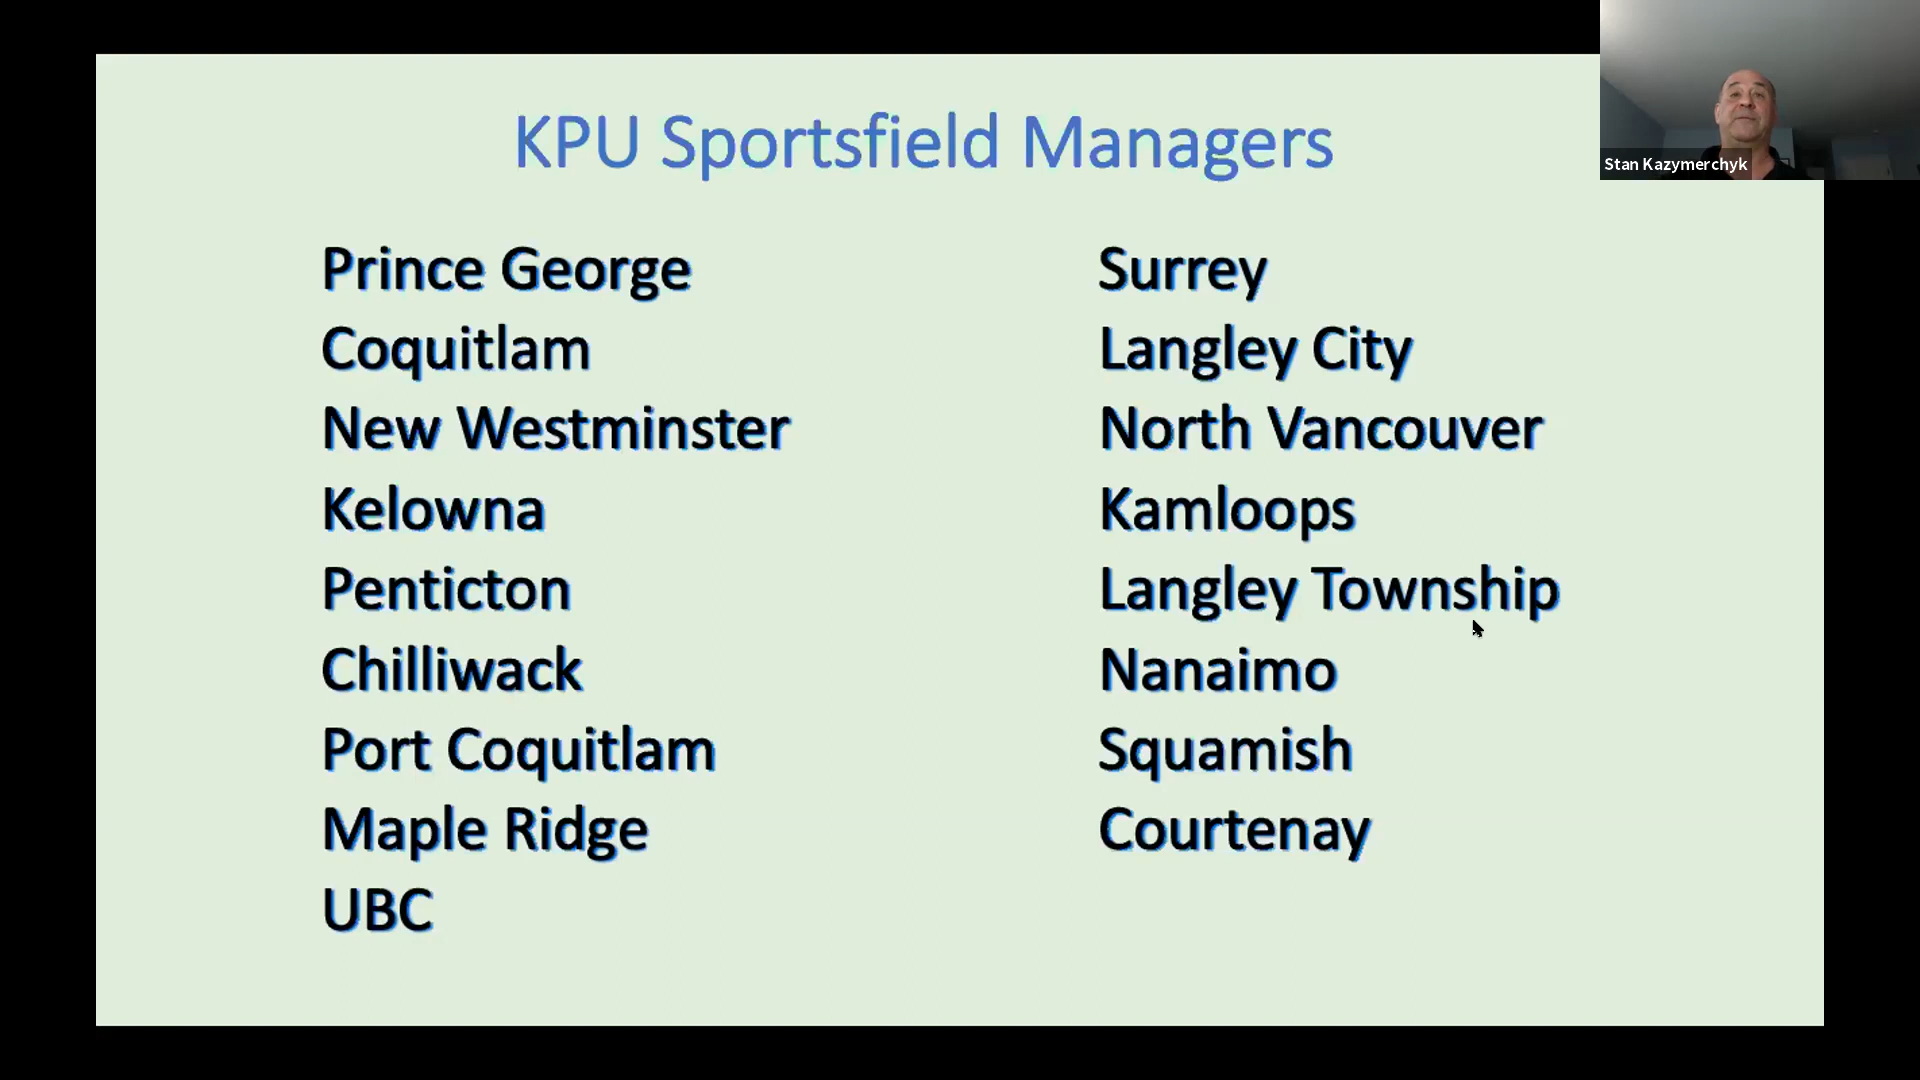 KPU Sportsfield Managers
Stan Kazymerchyk
Prince George
Coquitlam
New Westminster
Kelowna
Penticton
Chilliwack
Port Coquitlam
Maple Ridge
UBC
Surrey
Langley City
North Vancouver
Kamloops
Langley Township
Nanaimo
Squamish
Courtenay